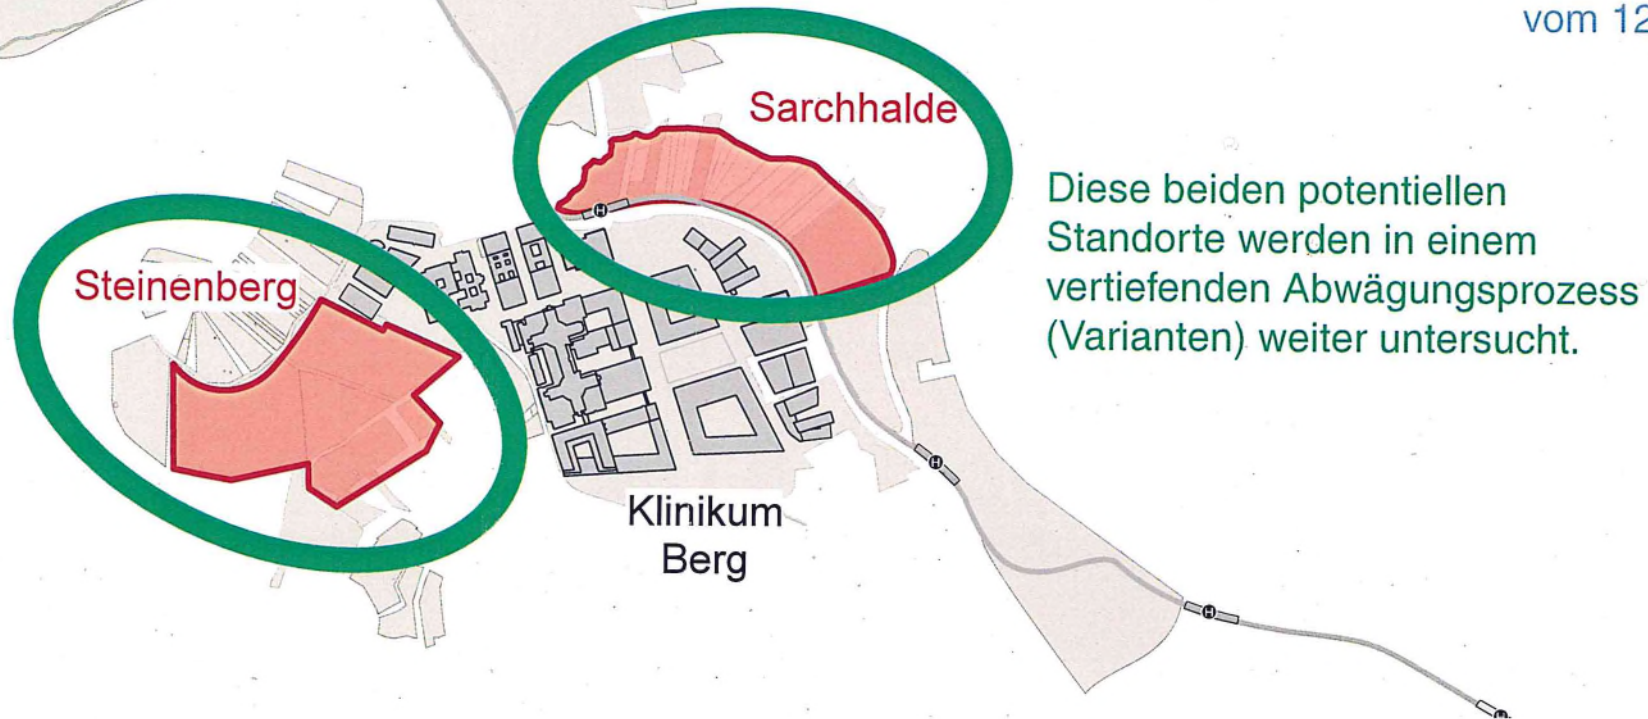 vom 12
Sarchhalde
Diese beiden potentiellen
Standorte werden in einem
vertiefenden Abwägungsprozess
(Varianten) weiter untersucht.
Steinenberg
Klinikum
Berg
H
H
H
H